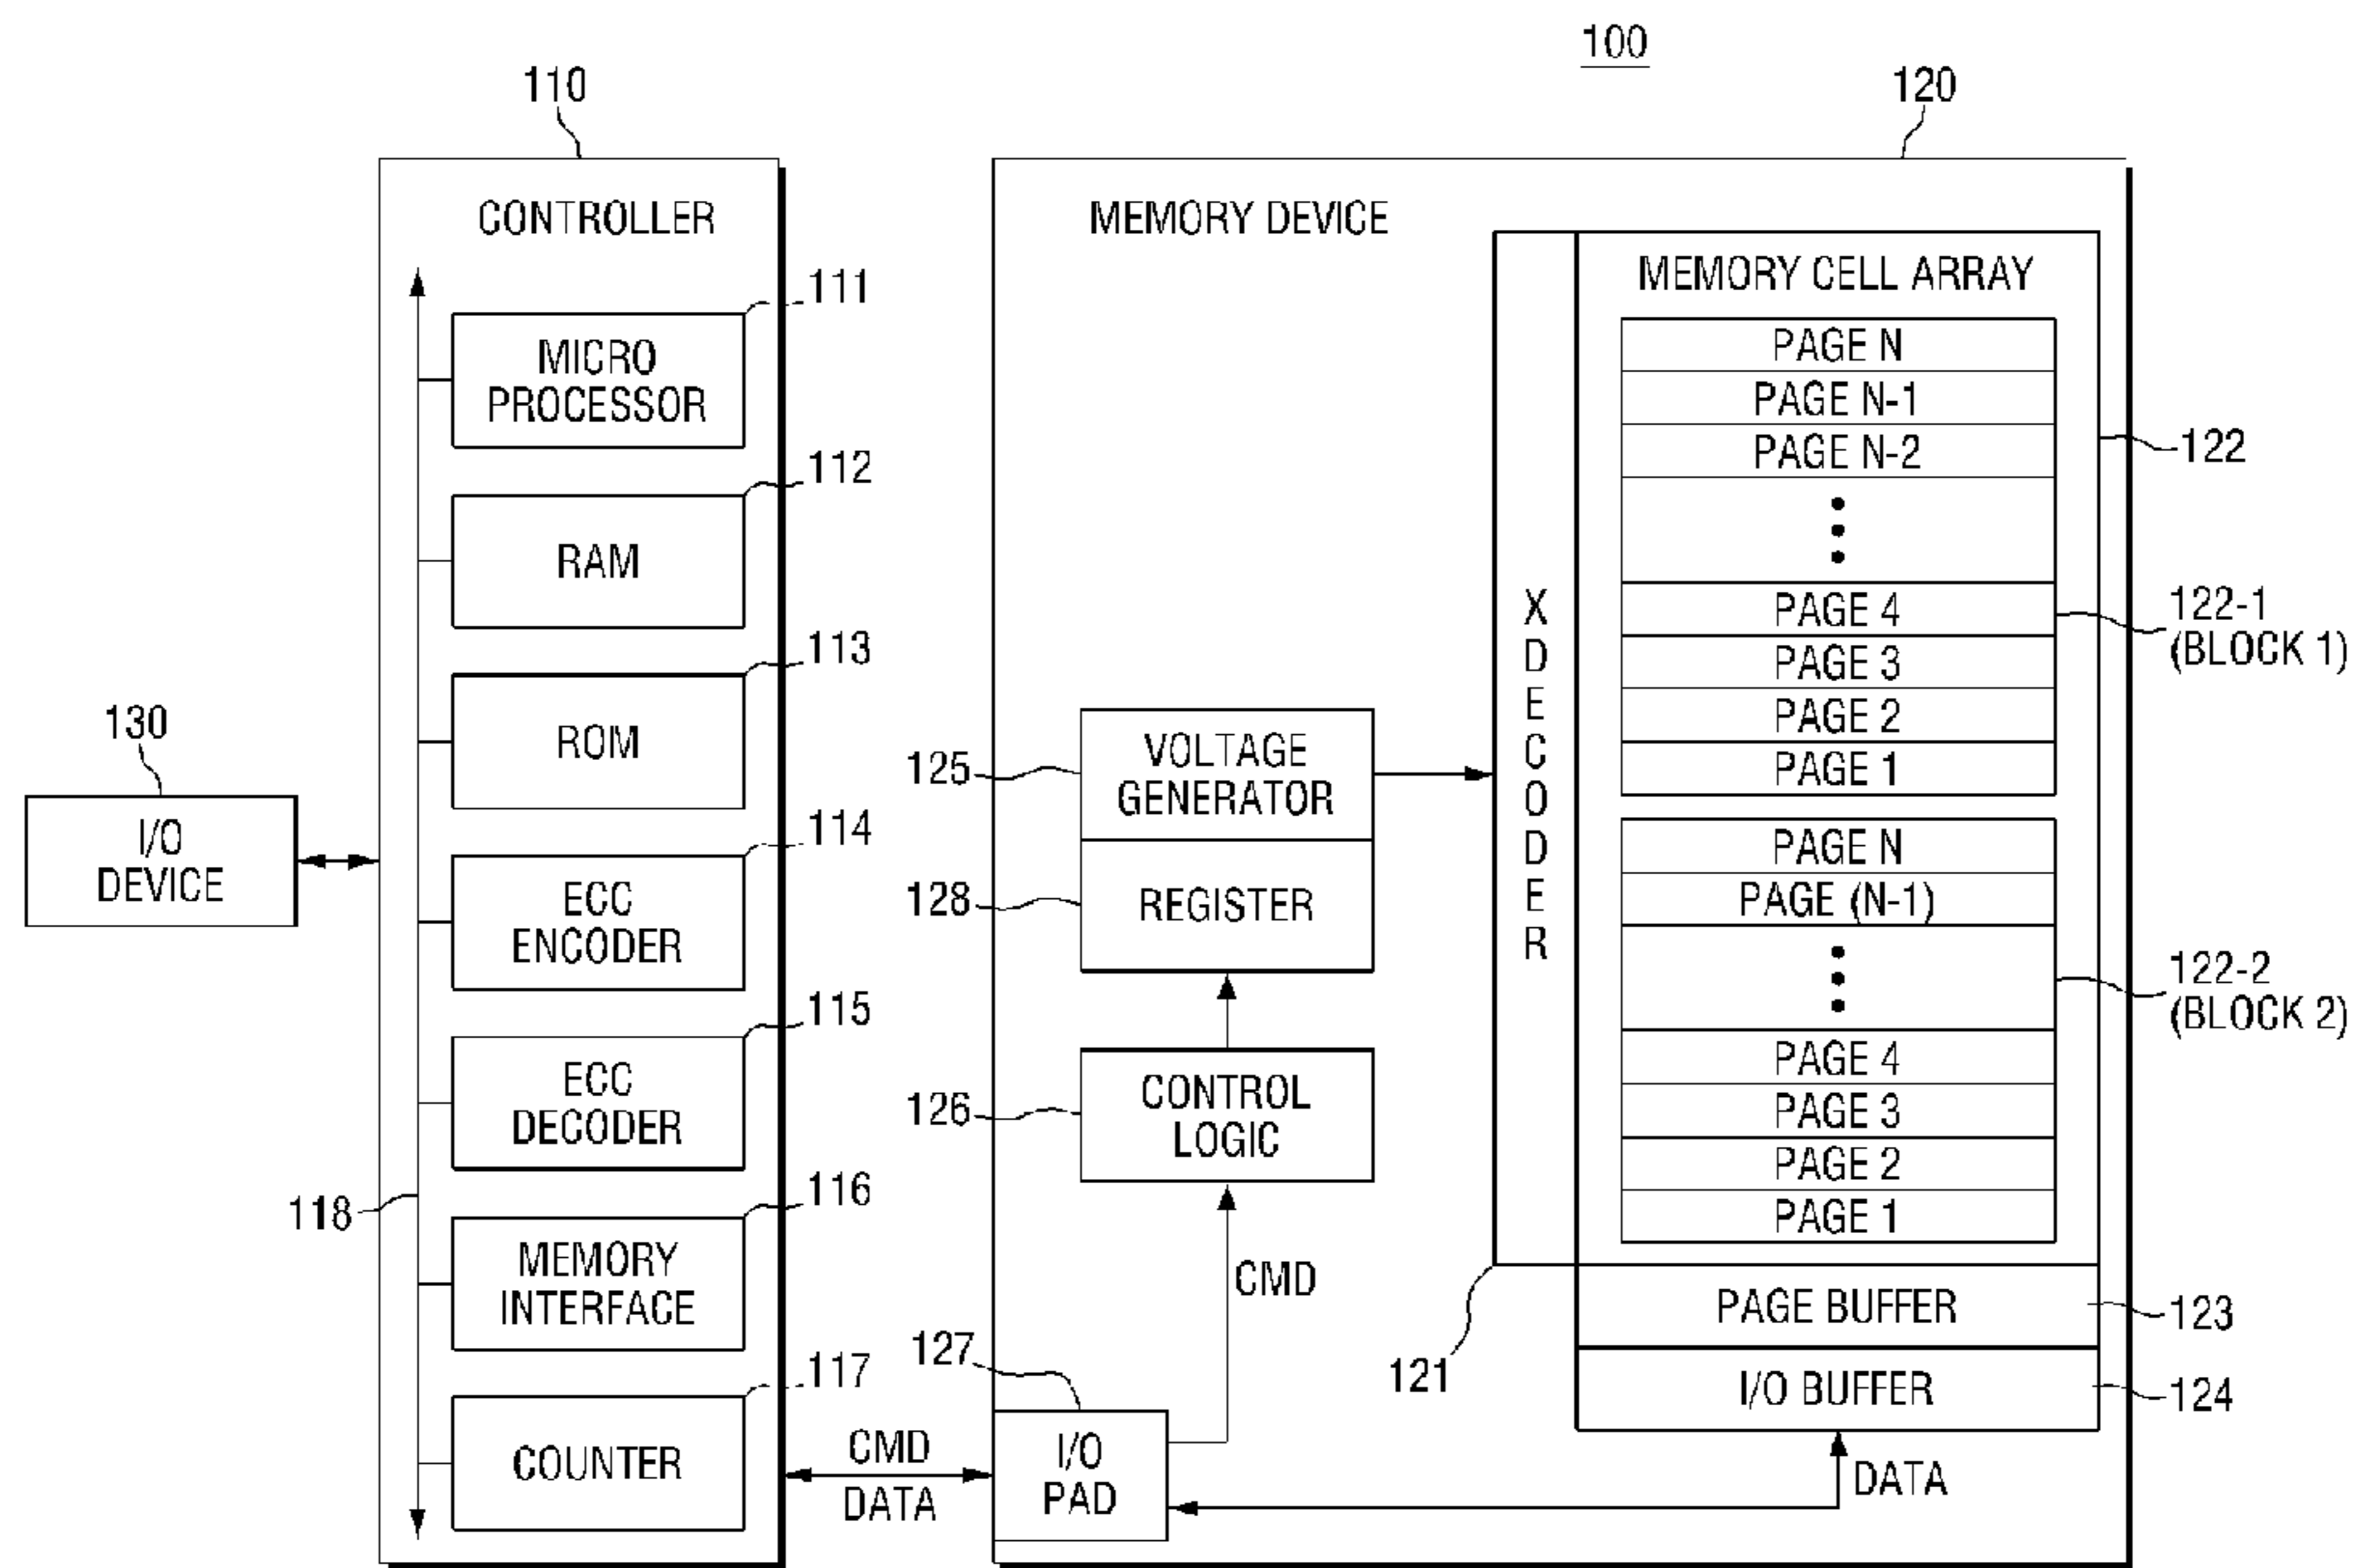 100
110
120
CONTROLLER
111
MICRO
PROCESSOR
112
RAM
113
ROM
114
ECC
ENCODER
115
ECC
DECODER
116
MEMORY
INTERFACE
117
COUNTER
118
130
I/O
DEVICE
CMD
DATA
MEMORY DEVICE
125
VOLTAGE
GENERATOR
128
REGISTER
126
CONTROL
LOGIC
CMD
127
I/O
PAD
DATA
X
D
E
C
O
D
E
R
121
MEMORY CELL ARRAY
PAGE N
PAGE N-1
PAGE N-2
PAGE 4
PAGE 3
PAGE 2
PAGE 1
122
122-1
(BLOCK 1)
PAGE N
PAGE (N-1)
PAGE 4
PAGE 3
PAGE 2
PAGE 1
122-2
(BLOCK 2)
PAGE BUFFER
123
I/O BUFFER
124